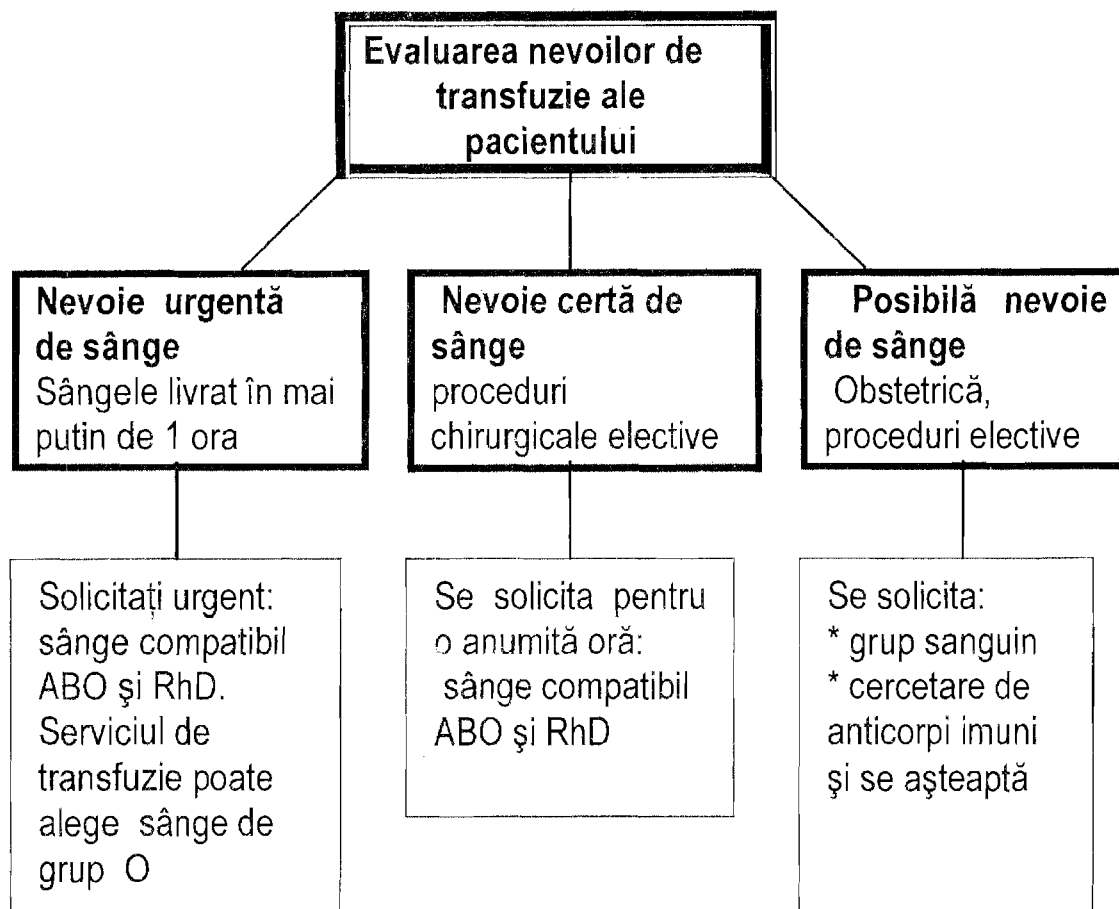 Evaluarea nevoilor de
transfuzie ale
pacientului
Nevoie urgentă
de sânge
Sângele livrat în mai
putin de 1 ora
Nevoie certă de
sânge
proceduri
chirurgicale elective
Posibilă nevoie
de sânge
Obstetrică,
proceduri elective
Solicitaţi urgent:
sânge compatibil
ABO şi RhD.
Serviciul de
transfuzie poate
alege sânge de
grup O
Se solicita pentru
o anumită oră:
sânge compatibil
ABO şi RhD
Se solicita:
* grup sanguin
* cercetare de
anticorpi imuni
şi se aşteaptă